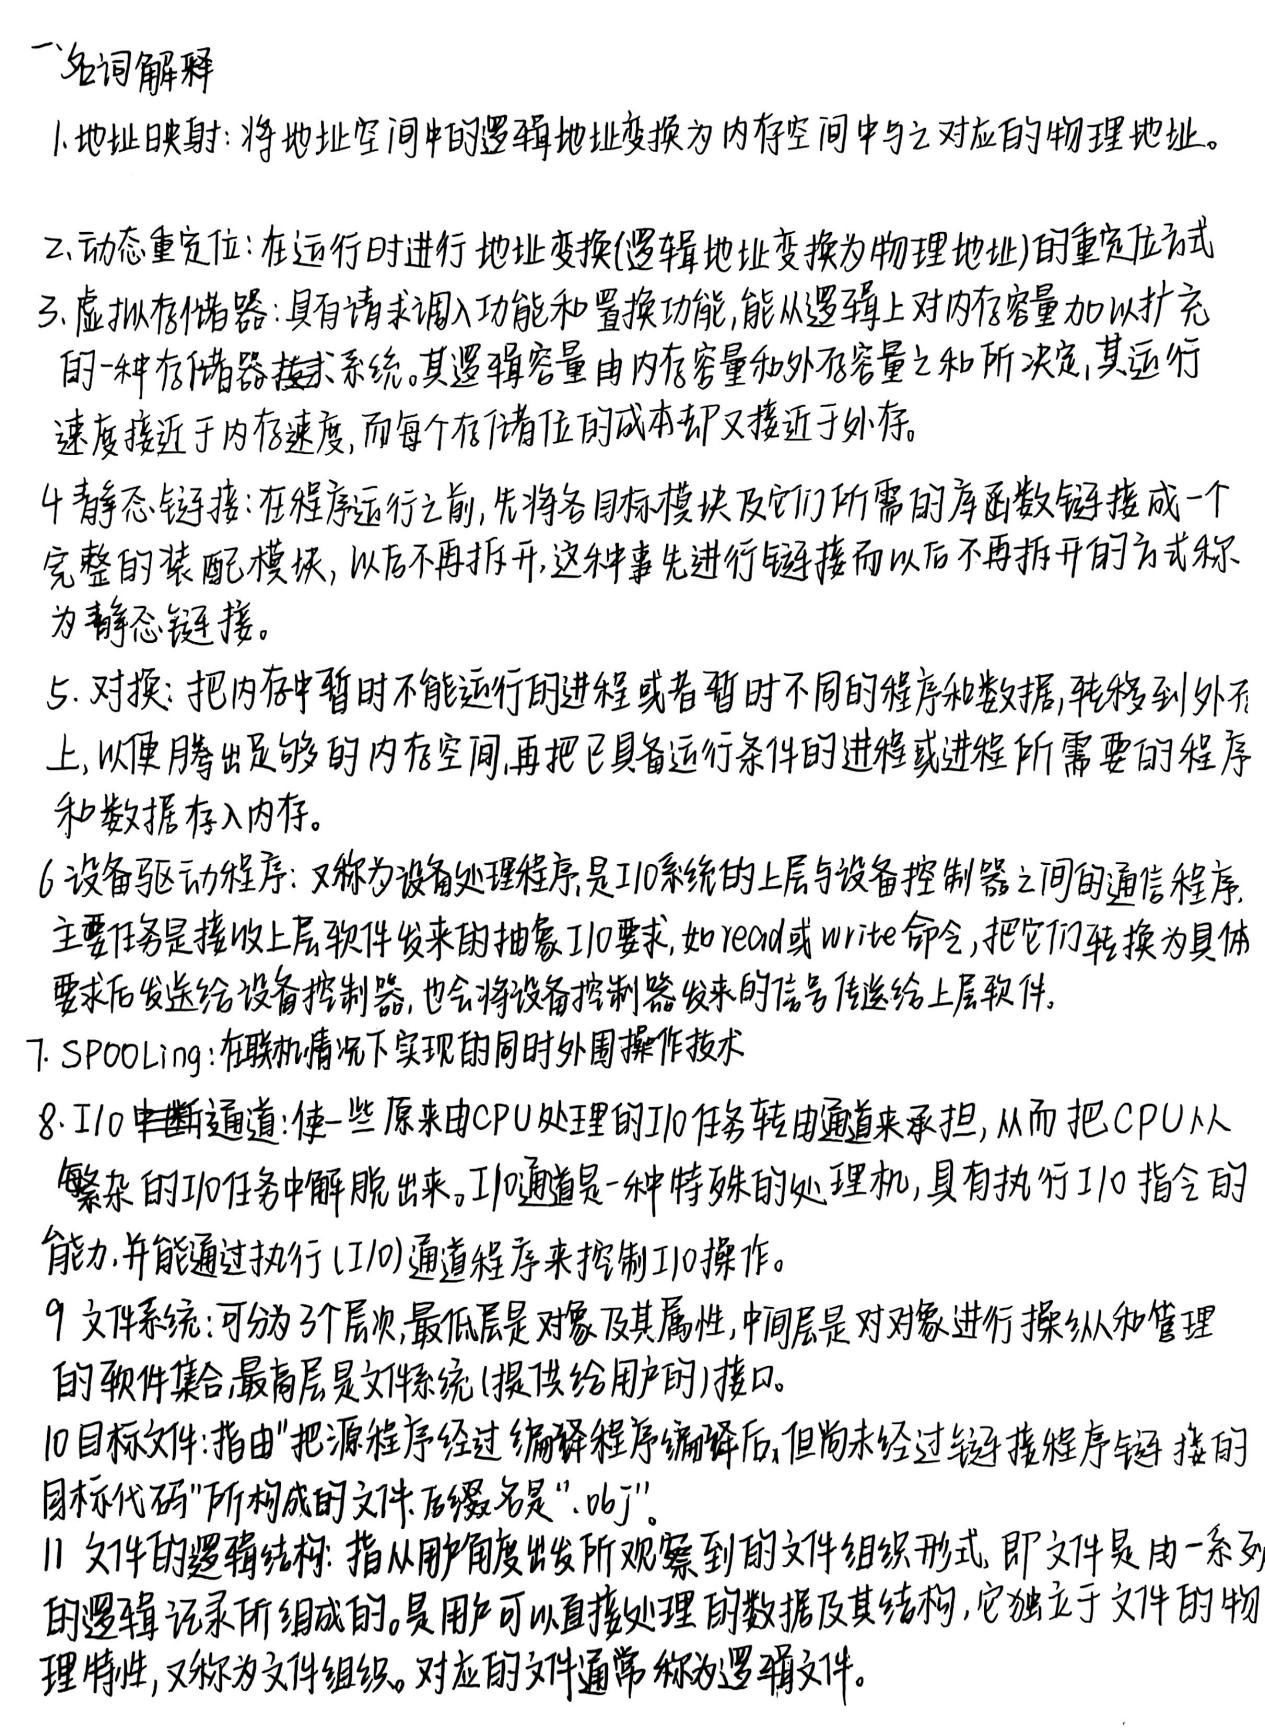 一、名词解释
1.地址映射:将地址空间中的逻辑地址变换为内存空间中与之对应的物理地址。
2、动态重定位:在运行时进行地址变换(逻辑地址变换为物理地址)的重定位方式
3、虚拟存储器:具有请求调入功能和置换功能,能从逻辑上对内存容量加以扩充
的一种存储器系统。其逻辑容量由内存容量和外存容量之和所决定,其运行
速度接近于内存速度,而每个存储位的成本却又接近于外存。
4 静态链接:在程序运行之前,先将各目标模块及它们所需的库函数链接成一个
完整的装配模块,以后不再拆开,这种事先进行链接而以后不再拆开的方式称
为静态链接。
5.对换:把内存中暂时不能运行的进程或者暂时不同的程序和数据,转移到外存
上,以便腾出足够的内存空间,再把已具备运行条件的进程或进程所需要的程序
和数据存入内存。
6 设备驱动程序:又称为设备处理程序,是I/O系统的上层与设备控制器之间的通信程序,
主要任务是接收上层软件发来的抽象I/O要求,如read或write命令,把它们转换为具体
要求后发送给设备控制器,也会将设备控制器发来的信号传送给上层软件。
7.SPOOLing:在联机情况下实现的同时外围操作技术
8.I/O通道:使一些原来由CPU处理的I/O任务转由通道来承担,从而把CPU从
繁杂的I/O任务中解脱出来。I/O通道是一种特殊的处理机,具有执行I/O指令的
能力,并能通过执行(I/O)通道程序来控制I/O操作。
9 文件系统:可分为3个层次,最低层是对象及其属性,中间层是对对象进行操纵和管理
的软件集合,最高层是文件系统(提供给用户的)接口。
10目标文件:指由"把源程序经过编译程序编译后,但尚未经过链接程序链接的
目标代码"所构成的文件.后缀名是".obj"。
11 文件的逻辑结构:指从用户角度出发所观察到的文件组织形式,即文件是由一系列
的逻辑记录所组成的。是用户可以直接处理的数据及其结构,它独立于文件的物
理特性,又称为文件组织。对应的文件通常称为逻辑文件。